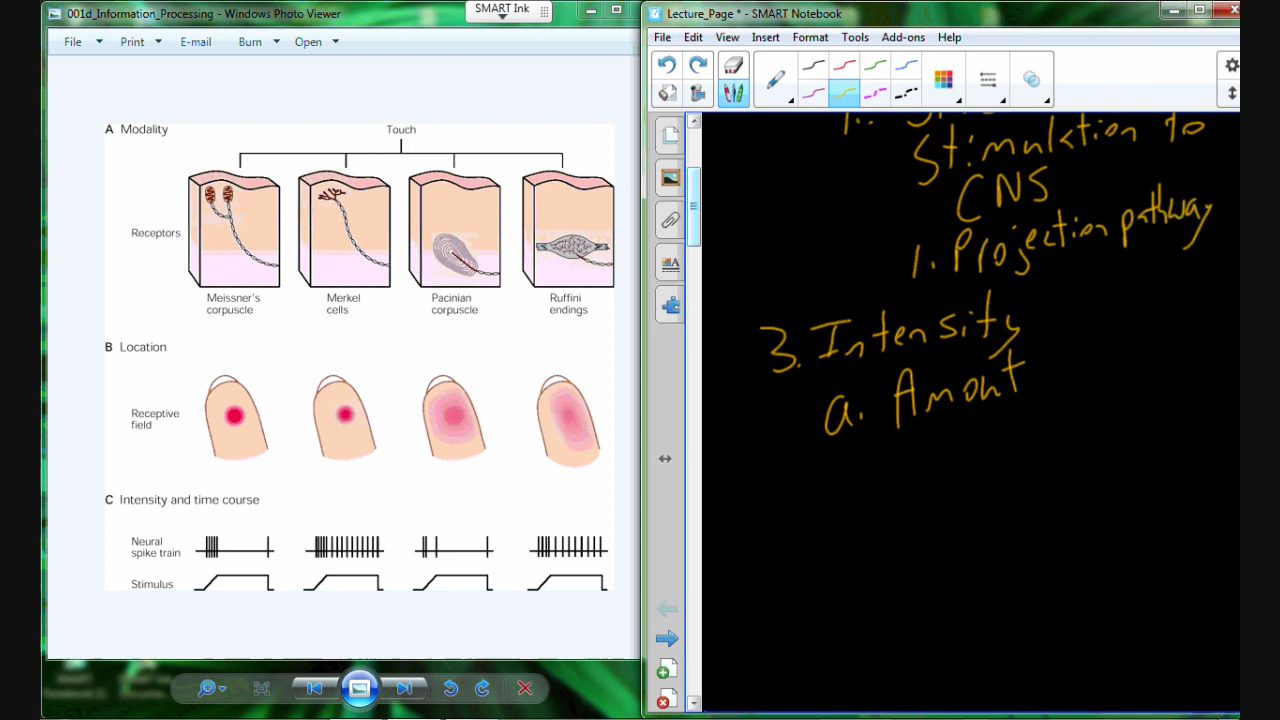 001d_Information_Processing - Windows Photo Viewer
SMART Ink
File Print E-mail Burn Open
A Modality
Touch
Receptors
Meissner's corpuscle
Merkel cells
Pacinian corpuscle
Ruffini endings
B Location
Receptive field
C Intensity and time course
Neural spike train
Stimulus
Lecture_Page * - SMART Notebook
File Edit View Insert Format Tools Add-ons Help
Stimulation to
CNS
1. Projection pathway
3. Intensity
a. Amont